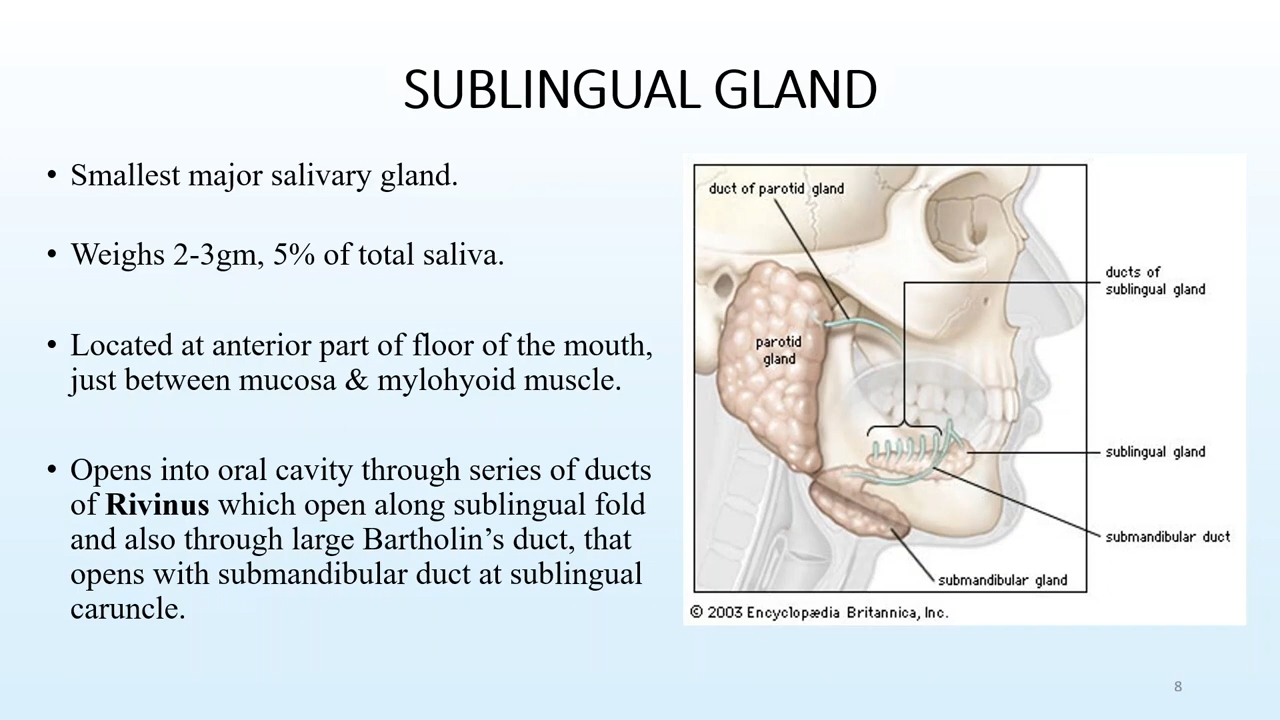 SUBLINGUAL GLAND
• Smallest major salivary gland.
• Weighs 2-3gm, 5% of total saliva.
• Located at anterior part of floor of the mouth,
just between mucosa & mylohyoid muscle.
• Opens into oral cavity through series of ducts
of Rivinus which open along sublingual fold
and also through large Bartholin’s duct, that
opens with submandibular duct at sublingual
caruncle.
duct of parotid gland
ducts of
sublingual gland
parotid
gland
sublingual gland
submandibular duct
submandibular gland
© 2003 Encyclopædia Britannica, Inc.
8